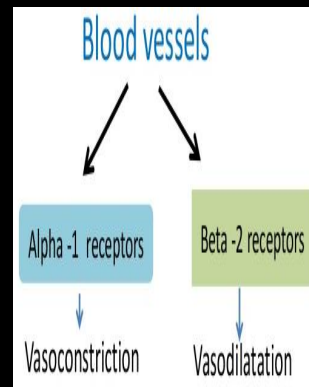 Blood vessels
Alpha -1 receptors
Beta -2 receptors
Vasoconstriction
Vasodilatation